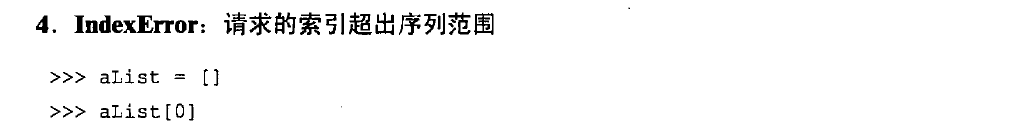 4. IndexError：请求的索引超出序列范围
>>> aList = []
>>> aList[0]